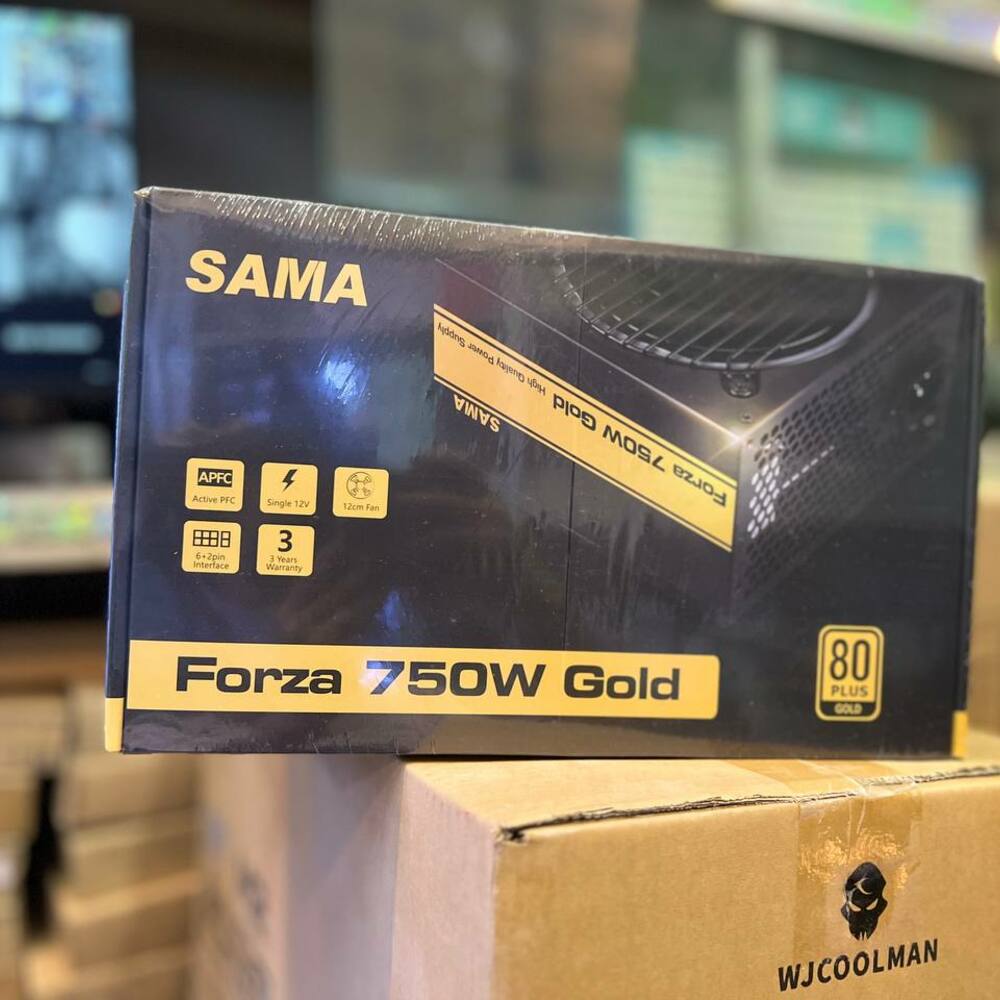 SAMA
High Quality Power Supply
Forza 750W Gold
SAMA
APFC
Active PFC
Single 12V
12cm Fan
6+2pin
Interface
3
3 Years
Warranty
Forza 750W Gold
80
PLUS
GOLD
WJCOOLMAN